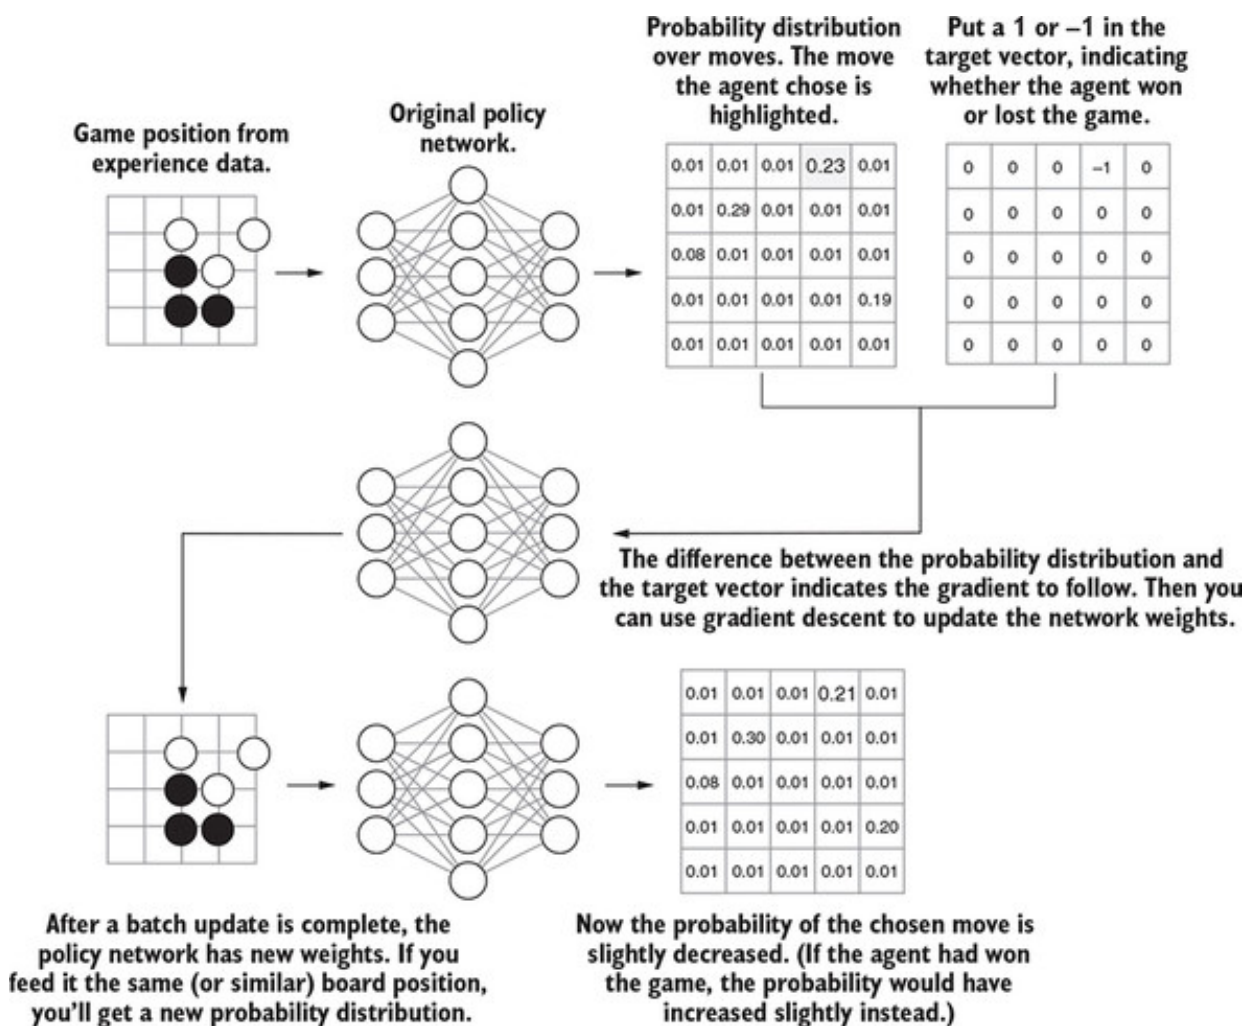 Game position from
experience data.
Original policy
network.
Probability distribution
over moves. The move
the agent chose is
highlighted.
Put a 1 or –1 in the
target vector, indicating
whether the agent won
or lost the game.
0.01 0.01 0.01 0.23 0.01
0.01 0.29 0.01 0.01 0.01
0.08 0.01 0.01 0.01 0.01
0.01 0.01 0.01 0.01 0.19
0.01 0.01 0.01 0.01 0.01
0 0 0 –1 0
0 0 0 0 0
0 0 0 0 0
0 0 0 0 0
0 0 0 0 0
The difference between the probability distribution and
the target vector indicates the gradient to follow. Then you
can use gradient descent to update the network weights.
0.01 0.01 0.01 0.21 0.01
0.01 0.30 0.01 0.01 0.01
0.08 0.01 0.01 0.01 0.01
0.01 0.01 0.01 0.01 0.20
0.01 0.01 0.01 0.01 0.01
After a batch update is complete, the
policy network has new weights. If you
feed it the same (or similar) board position,
you’ll get a new probability distribution.
Now the probability of the chosen move is
slightly decreased. (If the agent had won
the game, the probability would have
increased slightly instead.)